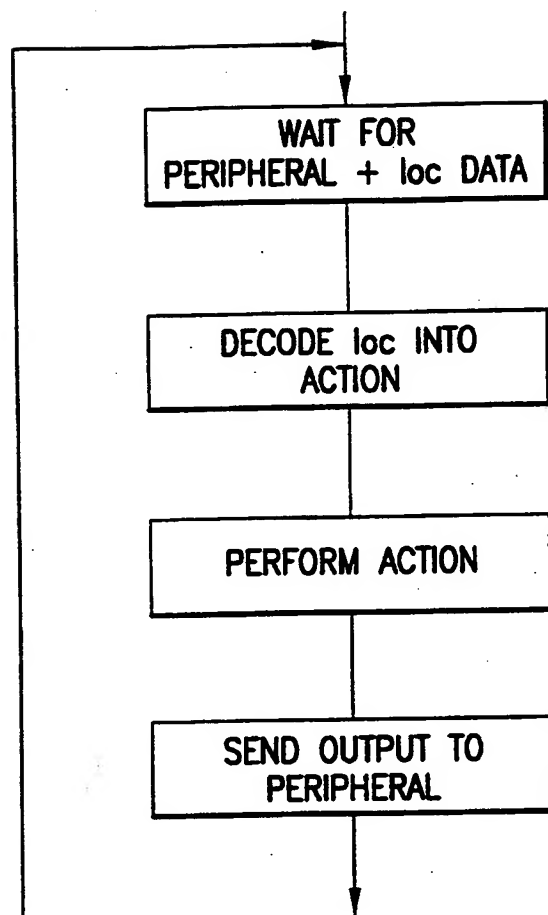 WAIT FOR
PERIPHERAL + loc DATA
DECODE loc INTO
ACTION
PERFORM ACTION
SEND OUTPUT TO
PERIPHERAL